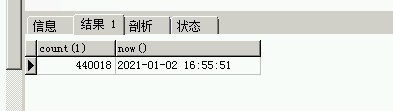 信息 结果 1 剖析 状态
count(1) now()
440018 2021-01-02 16:55:51